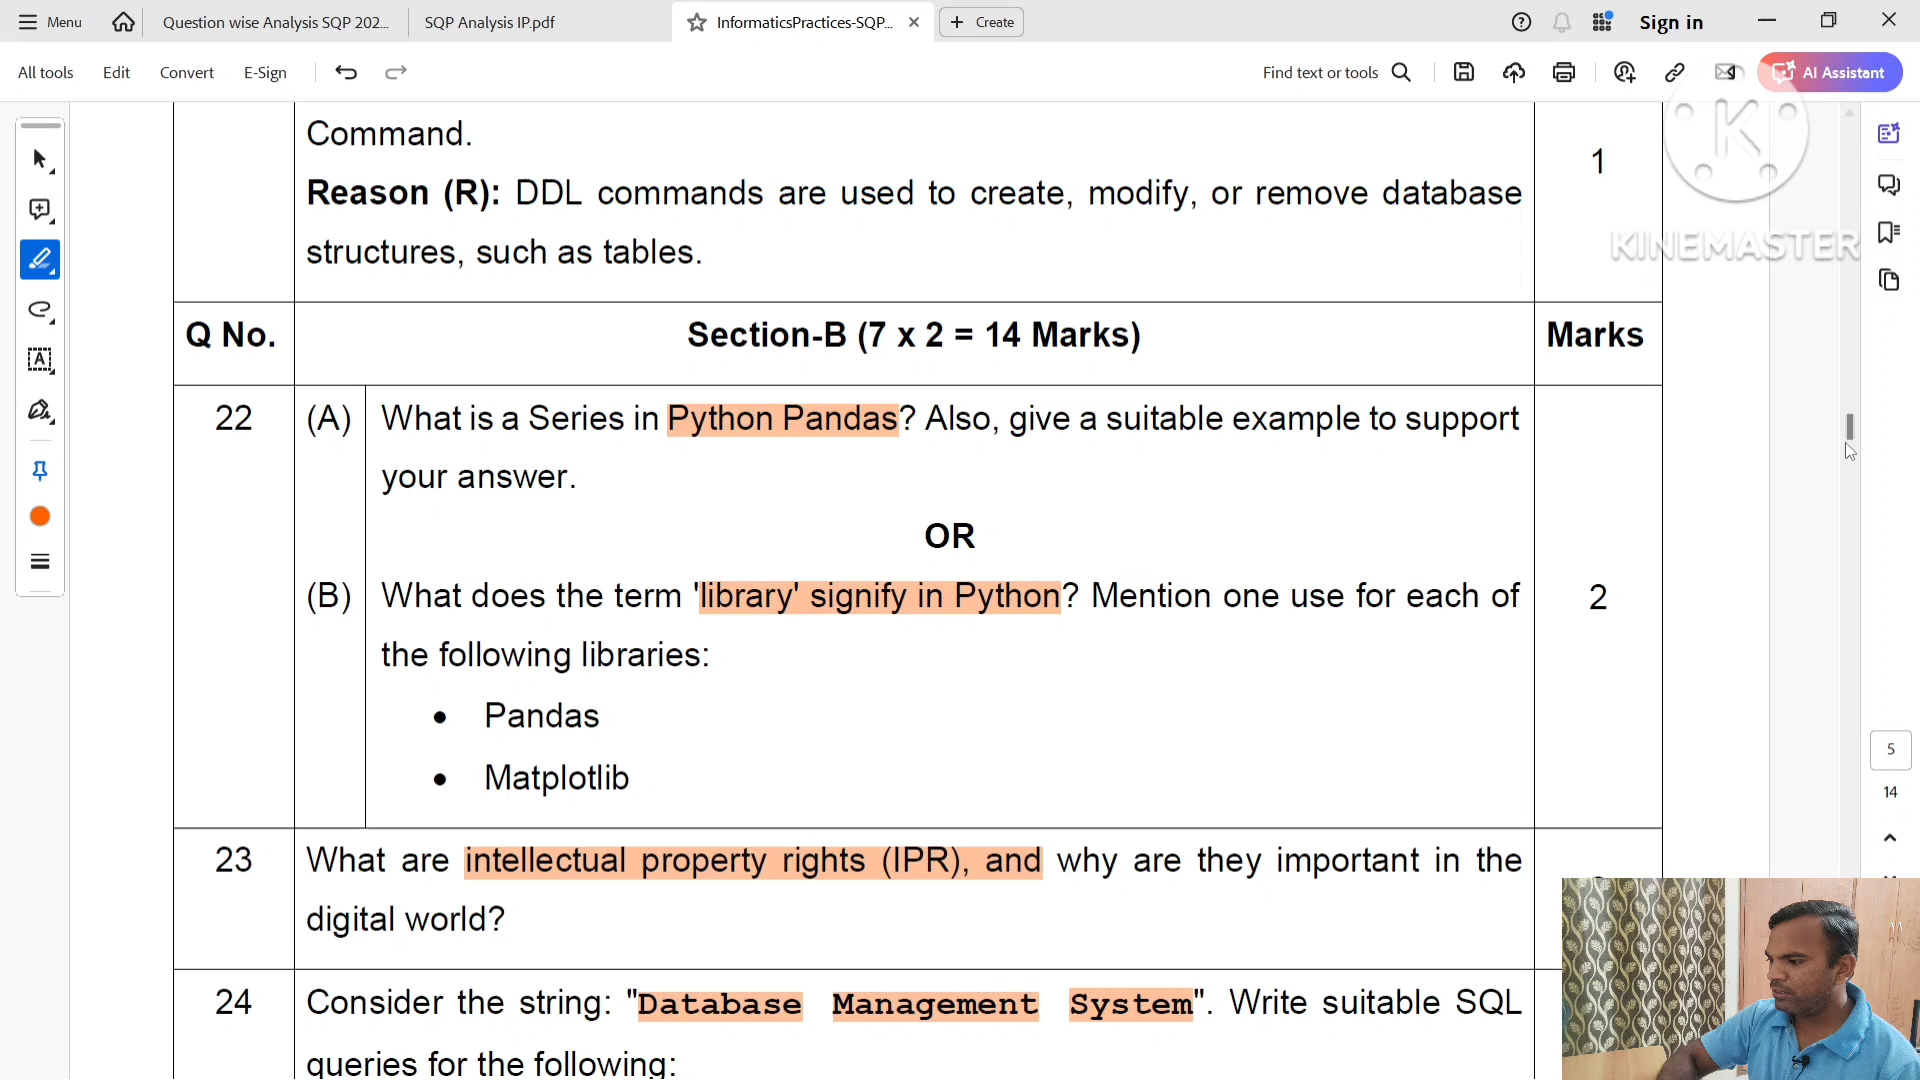 Menu
Question wise Analysis SQP 202...
SQP Analysis IP.pdf
InformaticsPractices-SQP...
Create
Sign in
All tools
Edit
Convert
E-Sign
Find text or tools
AI Assistant
Command.
Reason (R): DDL commands are used to create, modify, or remove database
structures, such as tables.
1
K
KINEMASTER
Q No.
Section-B (7 x 2 = 14 Marks)
Marks
22
(A) What is a Series in Python Pandas? Also, give a suitable example to support
your answer.
OR
(B) What does the term 'library' signify in Python? Mention one use for each of
the following libraries:
2
• Pandas
• Matplotlib
23
What are intellectual property rights (IPR), and why are they important in the
digital world?
24
Consider the string: "Database Management System". Write suitable SQL
queries for the following:
5
14